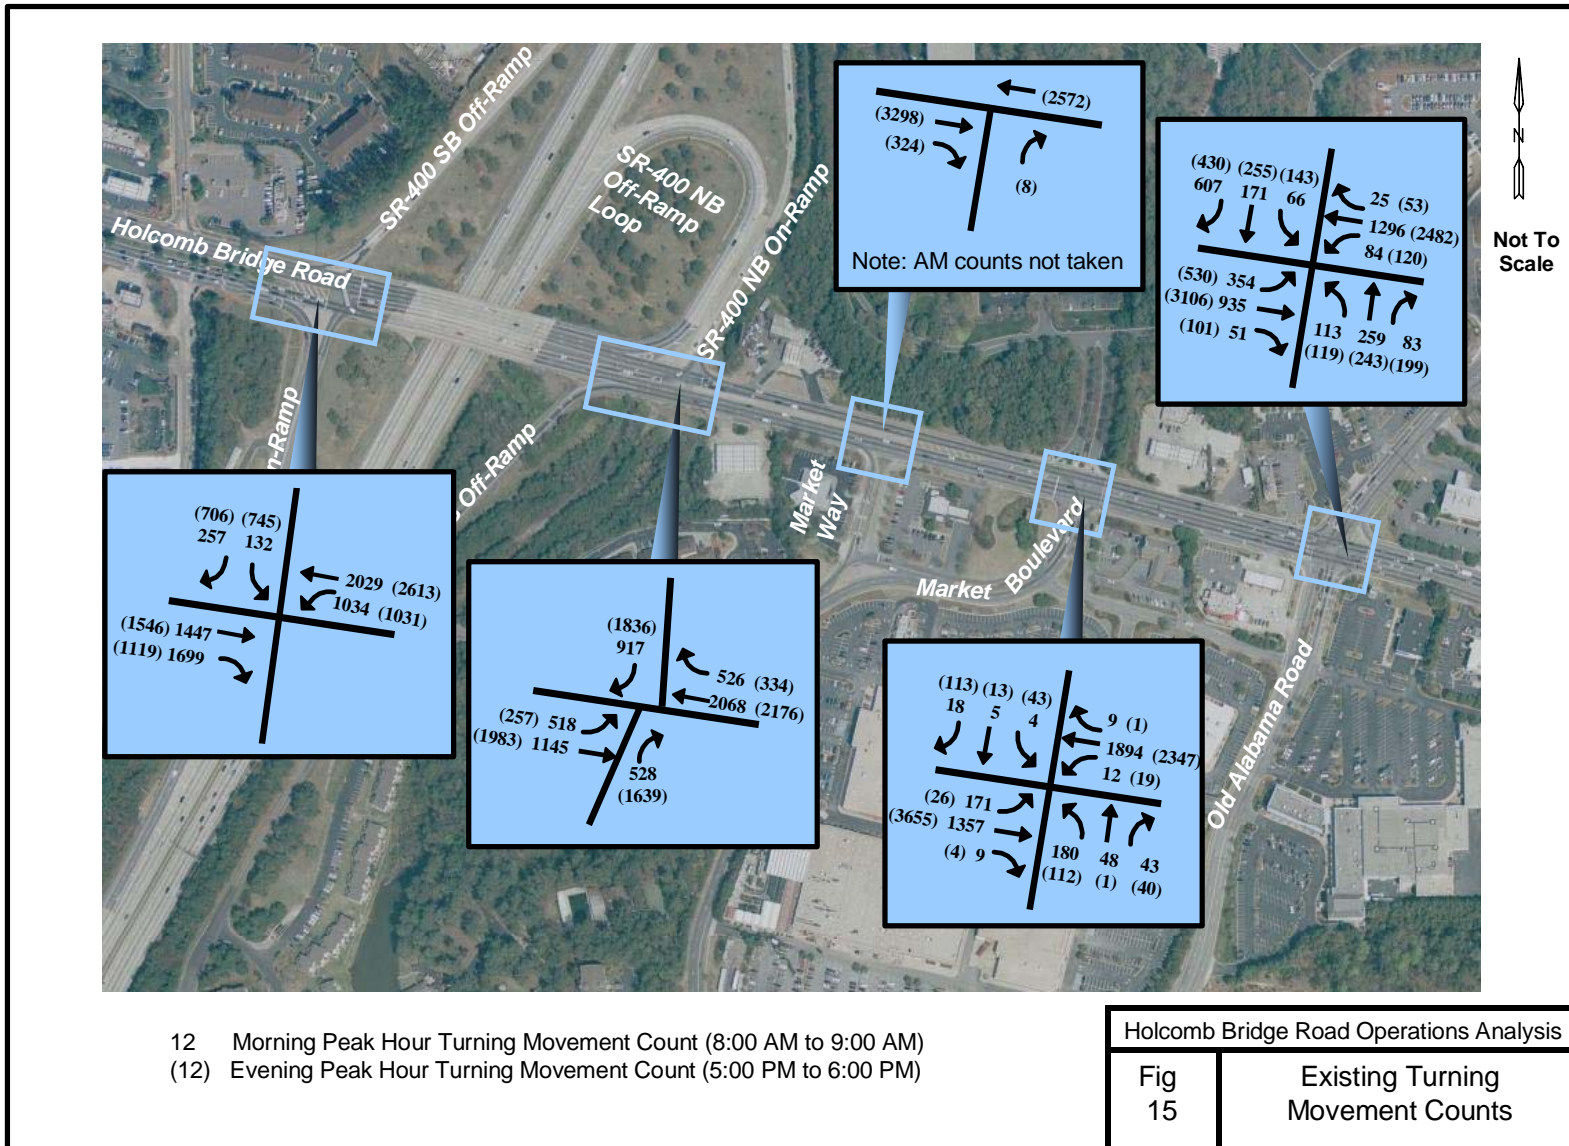 SR-400 SB Off-Ramp
SR-400 NB
Off-Ramp
Loop
SR-400 NB On-Ramp
Holcomb Bridge Road
n-Ramp
Off-Ramp
Market
Way
Market Boulevard
Old Alabama Road
N
Not To
Scale
(2572)
(3298)
(324)
(8)
Note: AM counts not taken
(430) (255) (143)
607 171 66
25 (53)
1296 (2482)
84 (120)
(530) 354
(3106) 935
(101) 51
113 259 83
(119) (243) (199)
(706) (745)
257 132
2029 (2613)
1034 (1031)
(1546) 1447
(1119) 1699
(1836)
917
526 (334)
2068 (2176)
(257) 518
(1983) 1145
528
(1639)
(113) (13) (43)
18 5 4
9 (1)
1894 (2347)
12 (19)
(26) 171
(3655) 1357
(4) 9
180 48 43
(112) (1) (40)
12 Morning Peak Hour Turning Movement Count (8:00 AM to 9:00 AM)
(12) Evening Peak Hour Turning Movement Count (5:00 PM to 6:00 PM)
Holcomb Bridge Road Operations Analysis
Fig
15
Existing Turning
Movement Counts